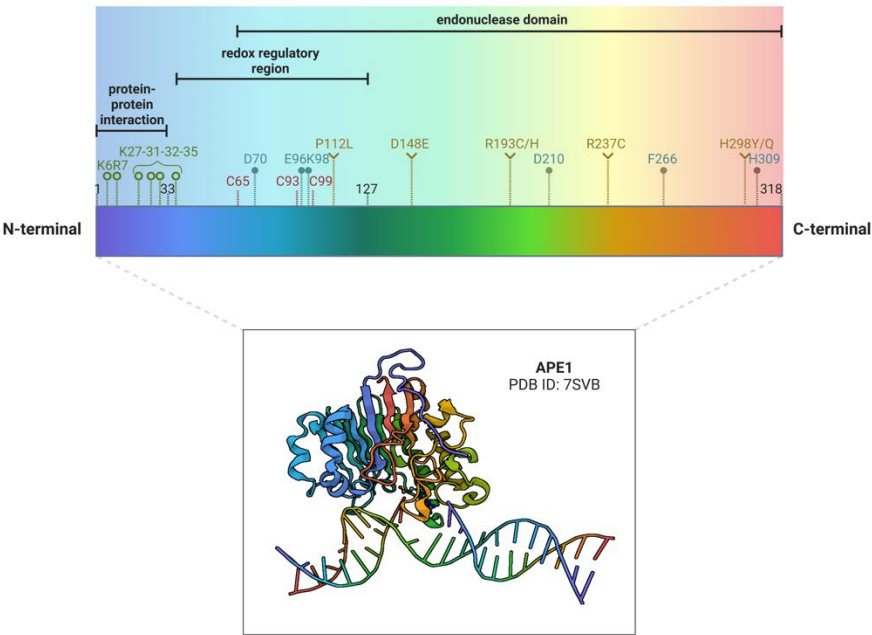 endonuclease domain
redox regulatory
region
protein-
protein
interaction
K27-31-32-35
K6R7
P112L
D148E
R193C/H
R237C
H298Y/Q
D70
E96K98
D210
F266
H309
C65
C93
C99
1
33
127
318
N-terminal
C-terminal
APE1
PDB ID: 7SVB